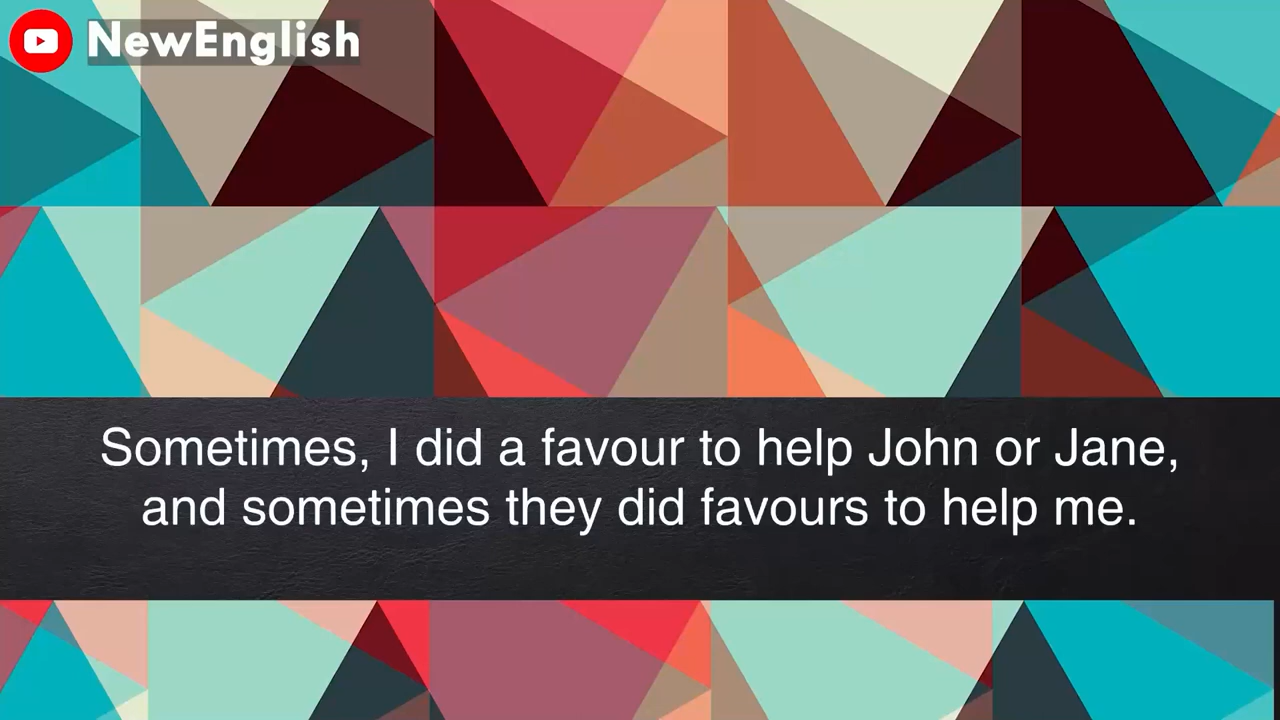 NewEnglish
Sometimes, I did a favour to help John or Jane,
and sometimes they did favours to help me.